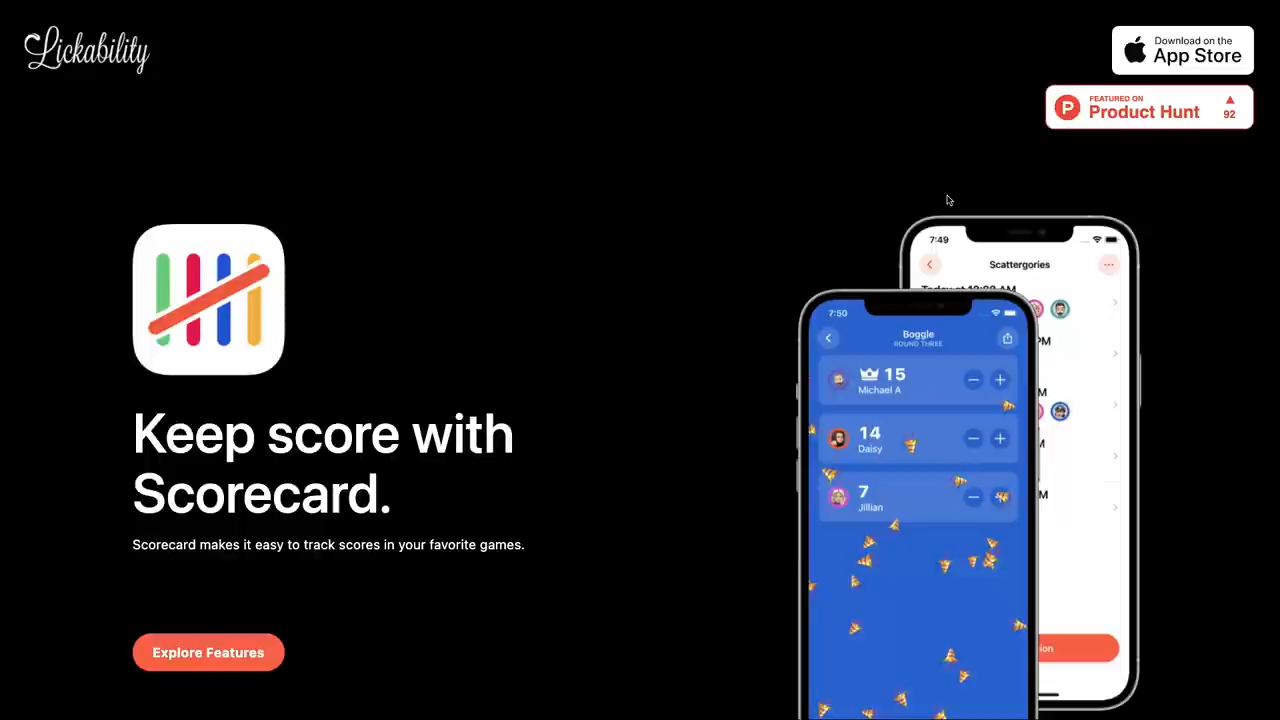 Lickability
Download on the
App Store
P
FEATURED ON
Product Hunt
92
Keep score with
Scorecard.
Scorecard makes it easy to track scores in your favorite games.
Explore Features
7:49
Scattergories
7:50
Boggle
ROUND THREE
15
Michael A
14
Daisy
7
Jillian